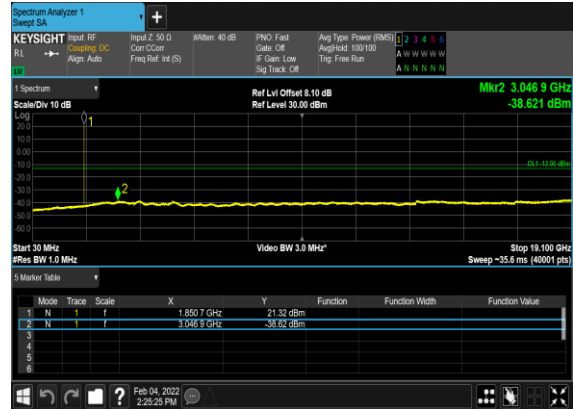 Spectrum Analyzer 1
Swept SA
KEYSIGHT
RL
Input: RF
Coupling: DC
Align: Auto
Input Z: 50 Ω
Corr CCorr
Freq Ref: Int (S)
#Atten: 40 dB
PNO: Fast
Gate: Off
IF Gain: Low
Sig Track: Off
Avg Type: Power (RMS)
Avg|Hold: 100/100
Trig: Free Run
1 2 3 4 5 6
A W W W W W
A N N N N N
1 Spectrum
Scale/Div 10 dB
Ref Lvl Offset 8.10 dB
Ref Level 30.00 dBm
Mkr2 3.046 9 GHz
-38.621 dBm
Log
20.0
10.0
0.00
-10.0
-20.0
-30.0
-40.0
-50.0
-60.0
1
2
DL1 -13.00 dBm
Start 30 MHz
#Res BW 1.0 MHz
Video BW 3.0 MHz*
Stop 19.100 GHz
Sweep ~35.6 ms (40001 pts)
5 Marker Table
Mode Trace Scale X Y Function Function Width Function Value
1 N 1 f 1.850 7 GHz 21.32 dBm
2 N 1 f 3.046 9 GHz -38.62 dBm
3
4
5
6
?
Feb 04, 2022
2:25:25 PM